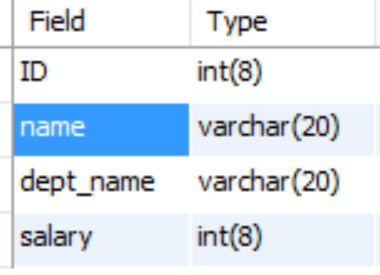 Field Type
ID int(8)
name varchar(20)
dept_name varchar(20)
salary int(8)